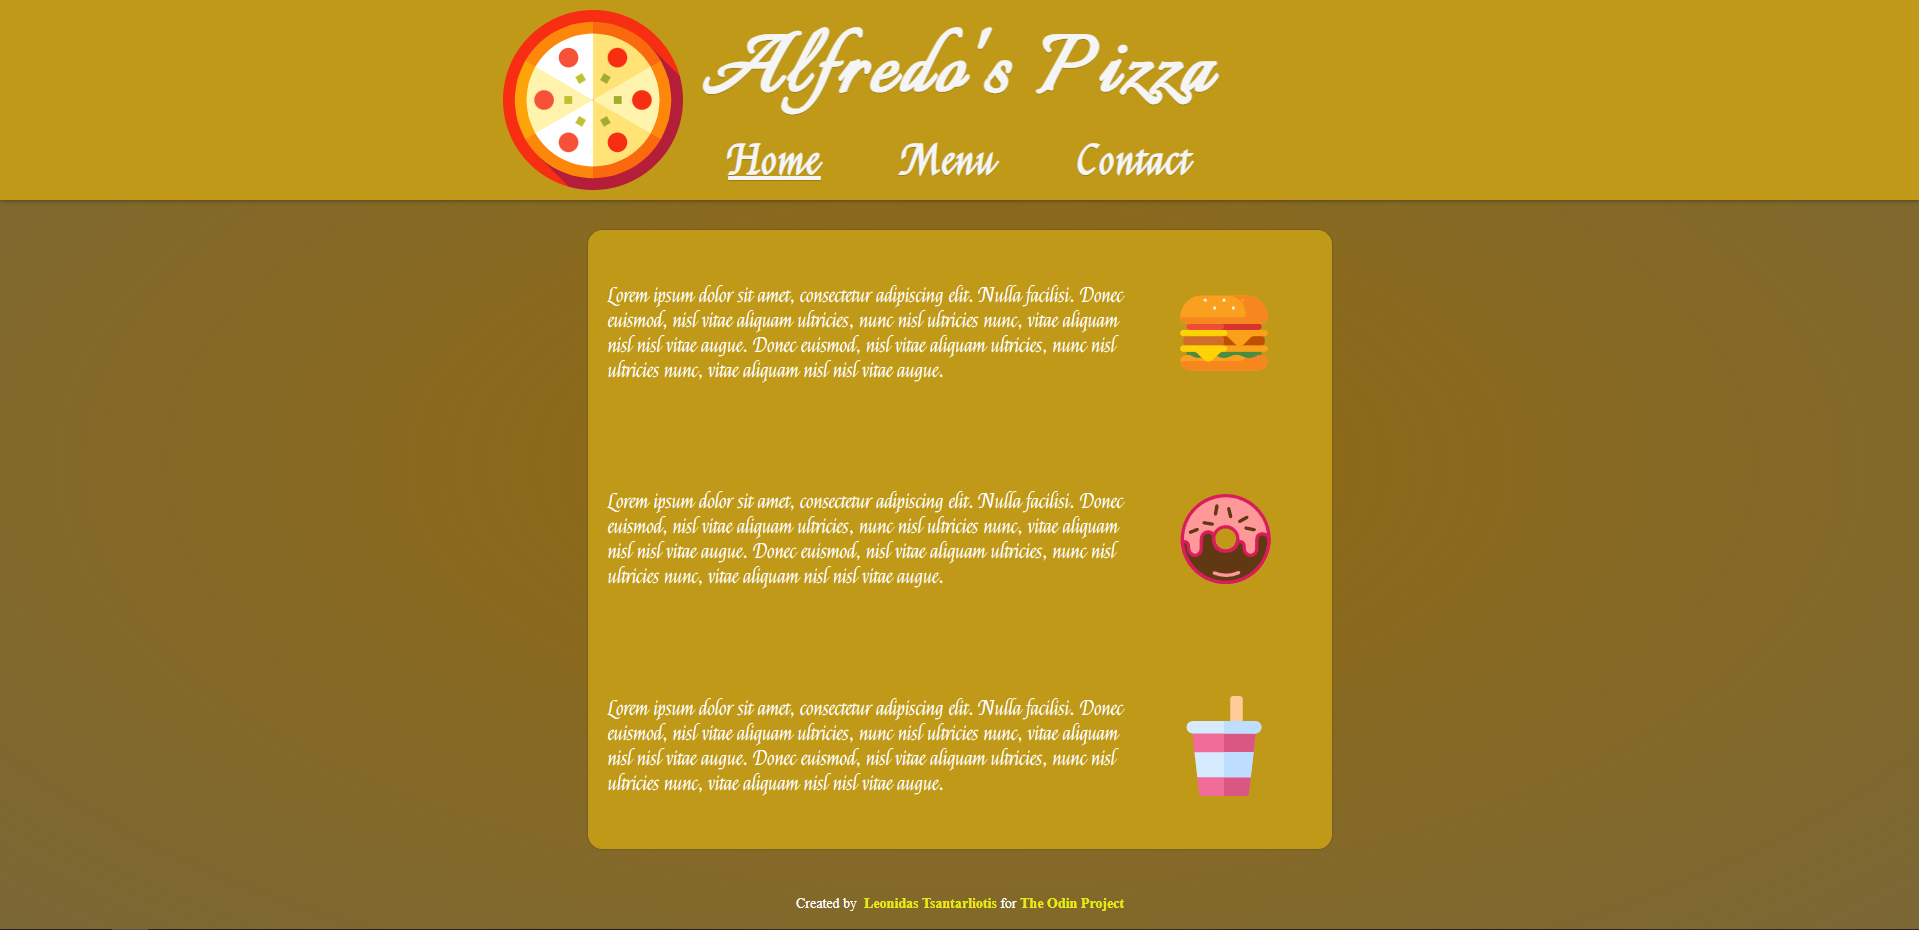 Alfredo's Pizza
Home Menu Contact
Lorem ipsum dolor sit amet, consectetur adipiscing elit. Nulla facilisi. Donec
euismod, nisl vitae aliquam ultricies, nunc nisl ultricies nunc, vitae aliquam
nisl nisl vitae augue. Donec euismod, nisl vitae aliquam ultricies, nunc nisl
ultricies nunc, vitae aliquam nisl nisl vitae augue.
Lorem ipsum dolor sit amet, consectetur adipiscing elit. Nulla facilisi. Donec
euismod, nisl vitae aliquam ultricies, nunc nisl ultricies nunc, vitae aliquam
nisl nisl vitae augue. Donec euismod, nisl vitae aliquam ultricies, nunc nisl
ultricies nunc, vitae aliquam nisl nisl vitae augue.
Lorem ipsum dolor sit amet, consectetur adipiscing elit. Nulla facilisi. Donec
euismod, nisl vitae aliquam ultricies, nunc nisl ultricies nunc, vitae aliquam
nisl nisl vitae augue. Donec euismod, nisl vitae aliquam ultricies, nunc nisl
ultricies nunc, vitae aliquam nisl nisl vitae augue.
Created by Leonidas Tsantarliotis for The Odin Project